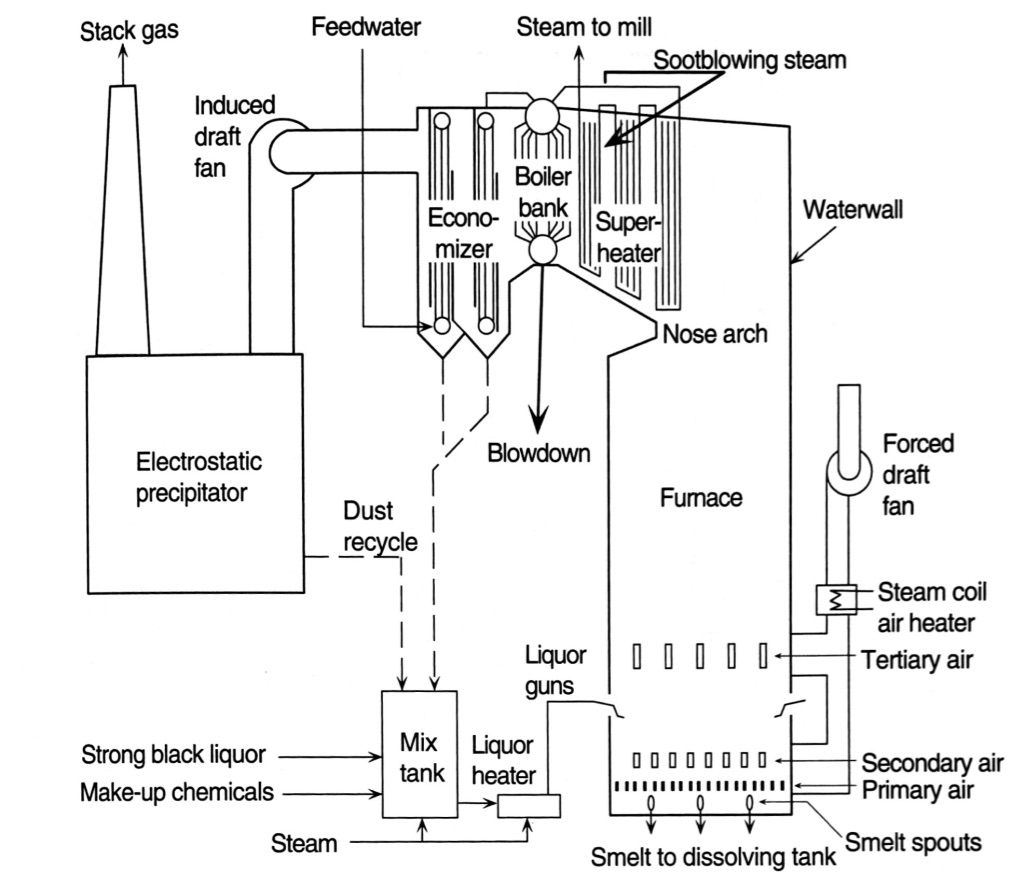 Stack gas
Feedwater
Steam to mill
Sootblowing steam
Induced
draft
fan
Boiler
bank
Econo-
mizer
Super-
heater
Waterwall
Nose arch
Blowdown
Electrostatic
precipitator
Furnace
Forced
draft
fan
Dust
recycle
Steam coil
air heater
Tertiary air
Liquor
guns
Strong black liquor
Mix
tank
Liquor
heater
Make-up chemicals
Secondary air
Primary air
Steam
Smelt spouts
Smelt to dissolving tank